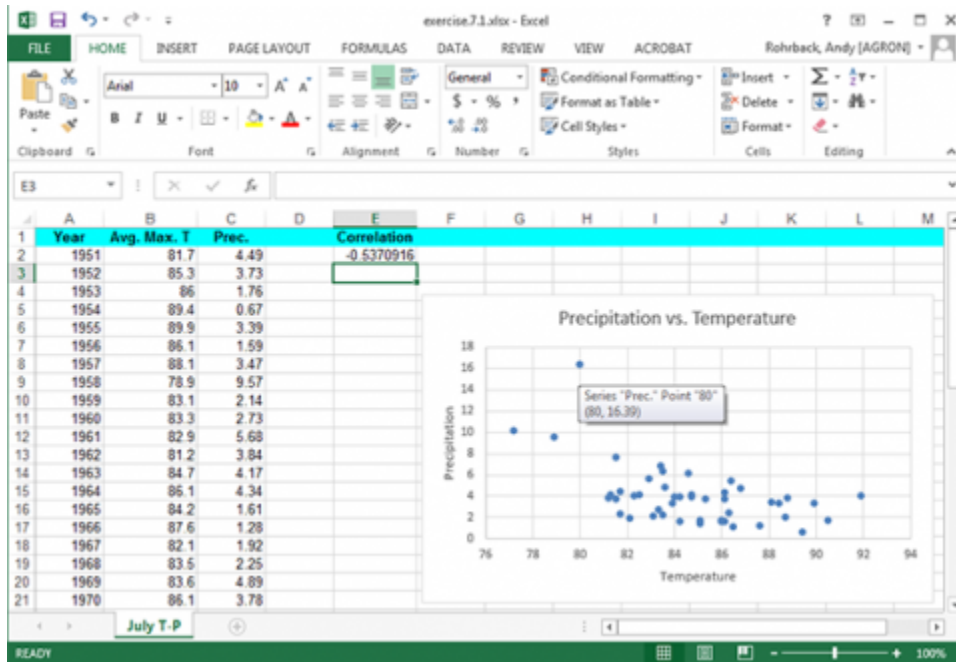 exercise.7.1.xlsx - Excel
FILE HOME INSERT PAGE LAYOUT FORMULAS DATA REVIEW VIEW ACROBAT Rohrback, Andy [AGRON]
Arial 10 General Conditional Formatting Insert
Paste B I U $ % , Format as Table Delete
Cell Styles Format
Clipboard Font Alignment Number Styles Cells Editing
E3 fx
A B C D E F G H I J K L M
1 Year Avg. Max. T Prec. Correlation
2 1951 81.7 4.49 -0.5370916
3 1952 85.3 3.73
4 1953 86 1.76
5 1954 89.4 0.67
6 1955 89.9 3.39
7 1956 86.1 1.59
8 1957 88.1 3.47
9 1958 78.9 9.57
10 1959 83.1 2.14
11 1960 83.3 2.73
12 1961 82.9 5.68
13 1962 81.2 3.84
14 1963 84.7 4.17
15 1964 86.1 4.34
16 1965 84.2 1.61
17 1966 87.6 1.28
18 1967 82.1 1.92
19 1968 83.5 2.25
20 1969 83.6 4.89
21 1970 86.1 3.78
Precipitation vs. Temperature
Precipitation
18
16
14
12
10
8
6
4
2
0
Series "Prec." Point "80"
(80, 16.39)
76 78 80 82 84 86 88 90 92 94
Temperature
July T-P
READY 100%